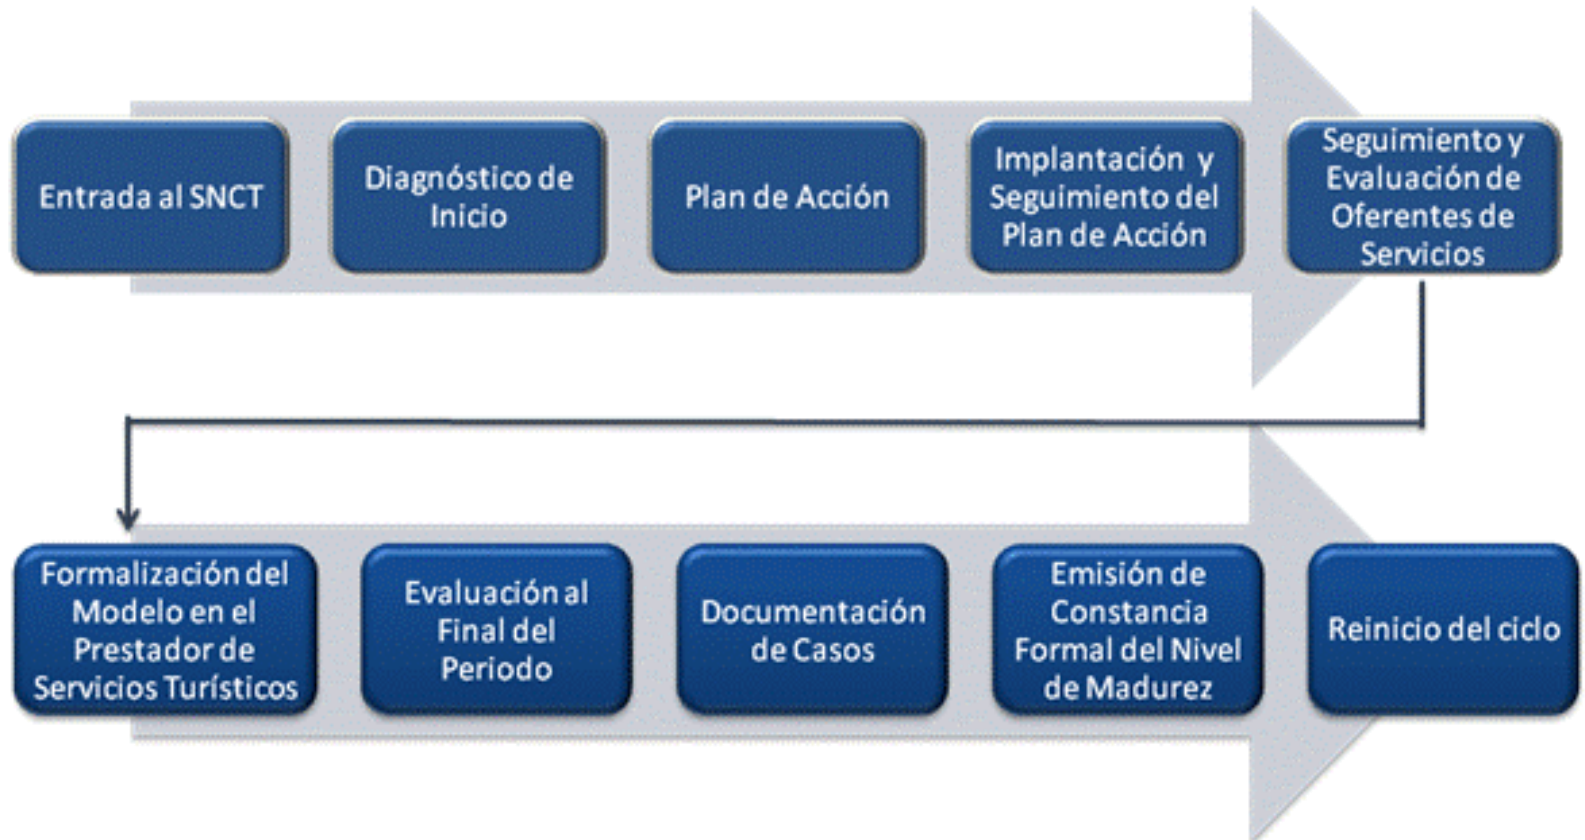 Entrada al SNCT
Diagnóstico de
Inicio
Plan de Acción
Implantación y
Seguimiento del
Plan de Acción
Seguimiento y
Evaluación de
Oferentes de
Servicios
Formalización del
Modelo en el
Prestador de
Servicios Turísticos
Evaluación al
Final del
Periodo
Documentación
de Casos
Emisión de
Constancia
Formal del Nivel
de Madurez
Reinicio del ciclo